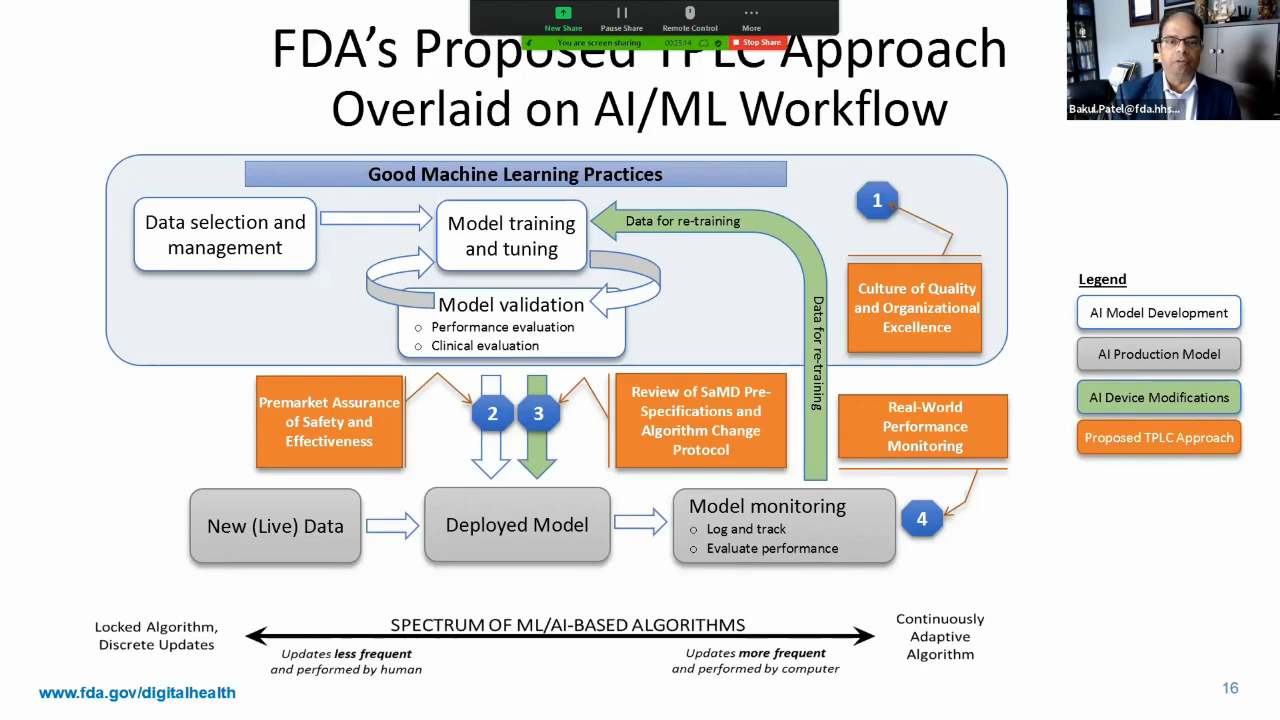 New Share
Pause Share
Remote Control
More
You are screen sharing
00:25:14
Stop Share
FDA's Proposed TPLC Approach
Overlaid on AI/ML Workflow
Bakul.Patel@fda.hhs...
Good Machine Learning Practices
Data selection and
management
Model training
and tuning
Data for re-training
1
Model validation
○ Performance evaluation
○ Clinical evaluation
Data for re-training
Culture of Quality
and Organizational
Excellence
Legend
AI Model Development
AI Production Model
AI Device Modifications
Proposed TPLC Approach
Premarket Assurance
of Safety and
Effectiveness
2
3
Review of SaMD Pre-
Specifications and
Algorithm Change
Protocol
Real-World
Performance
Monitoring
New (Live) Data
Deployed Model
Model monitoring
○ Log and track
○ Evaluate performance
4
Locked Algorithm,
Discrete Updates
SPECTRUM OF ML/AI-BASED ALGORITHMS
Updates less frequent
and performed by human
Updates more frequent
and performed by computer
Continuously
Adaptive
Algorithm
www.fda.gov/digitalhealth
16